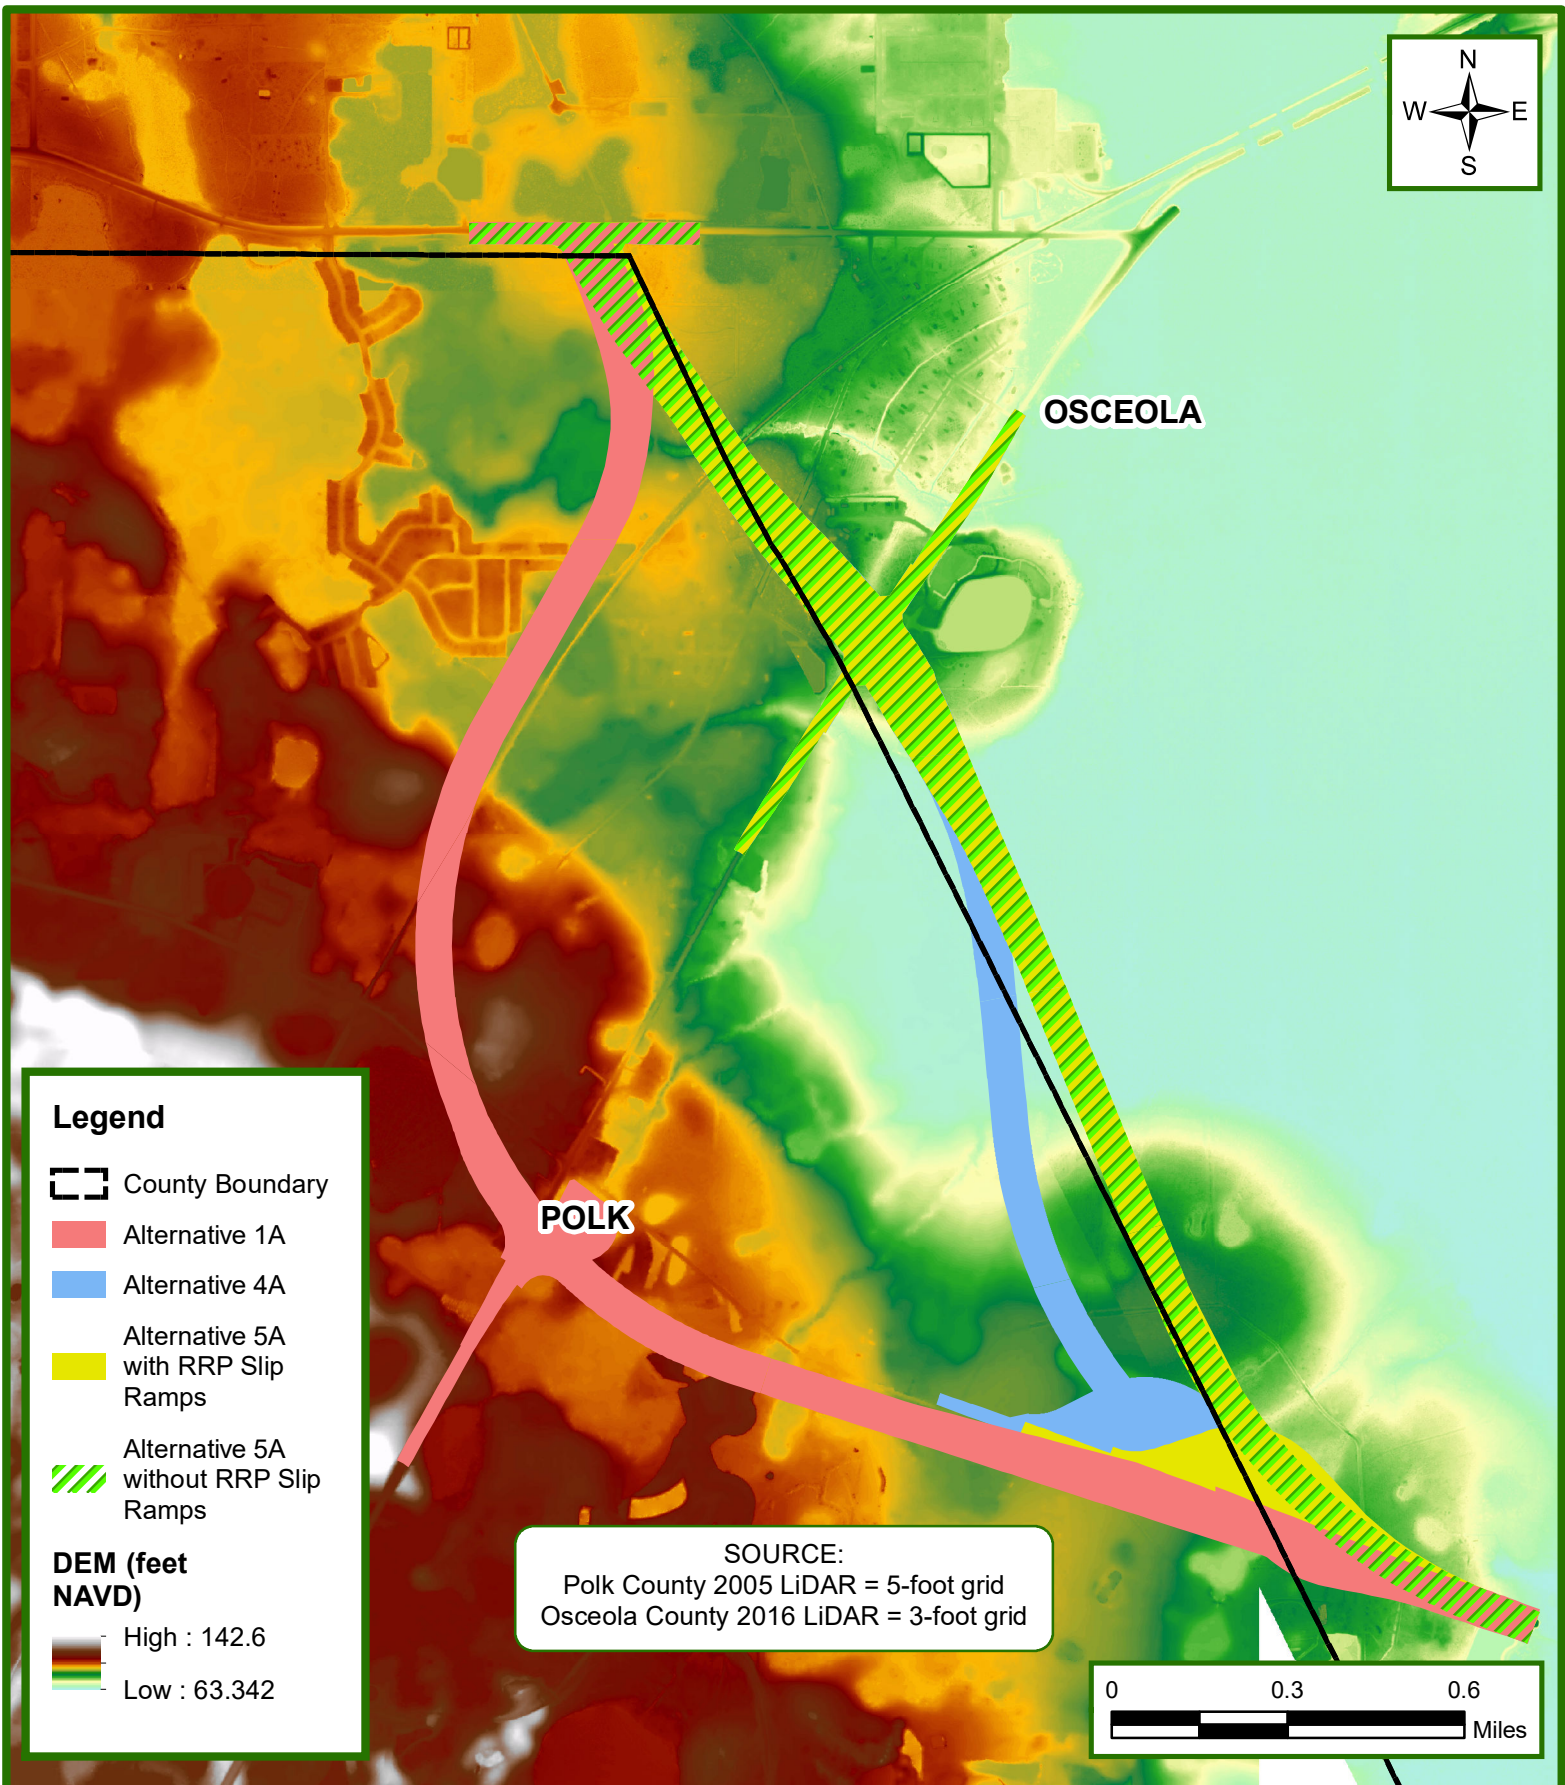 N
W E
S
OSCEOLA
POLK
Legend
County Boundary
Alternative 1A
Alternative 4A
Alternative 5A
with RRP Slip
Ramps
Alternative 5A
without RRP Slip
Ramps
DEM (feet
NAVD)
High : 142.6
Low : 63.342
SOURCE:
Polk County 2005 LiDAR = 5-foot grid
Osceola County 2016 LiDAR = 3-foot grid
0 0.3 0.6
Miles